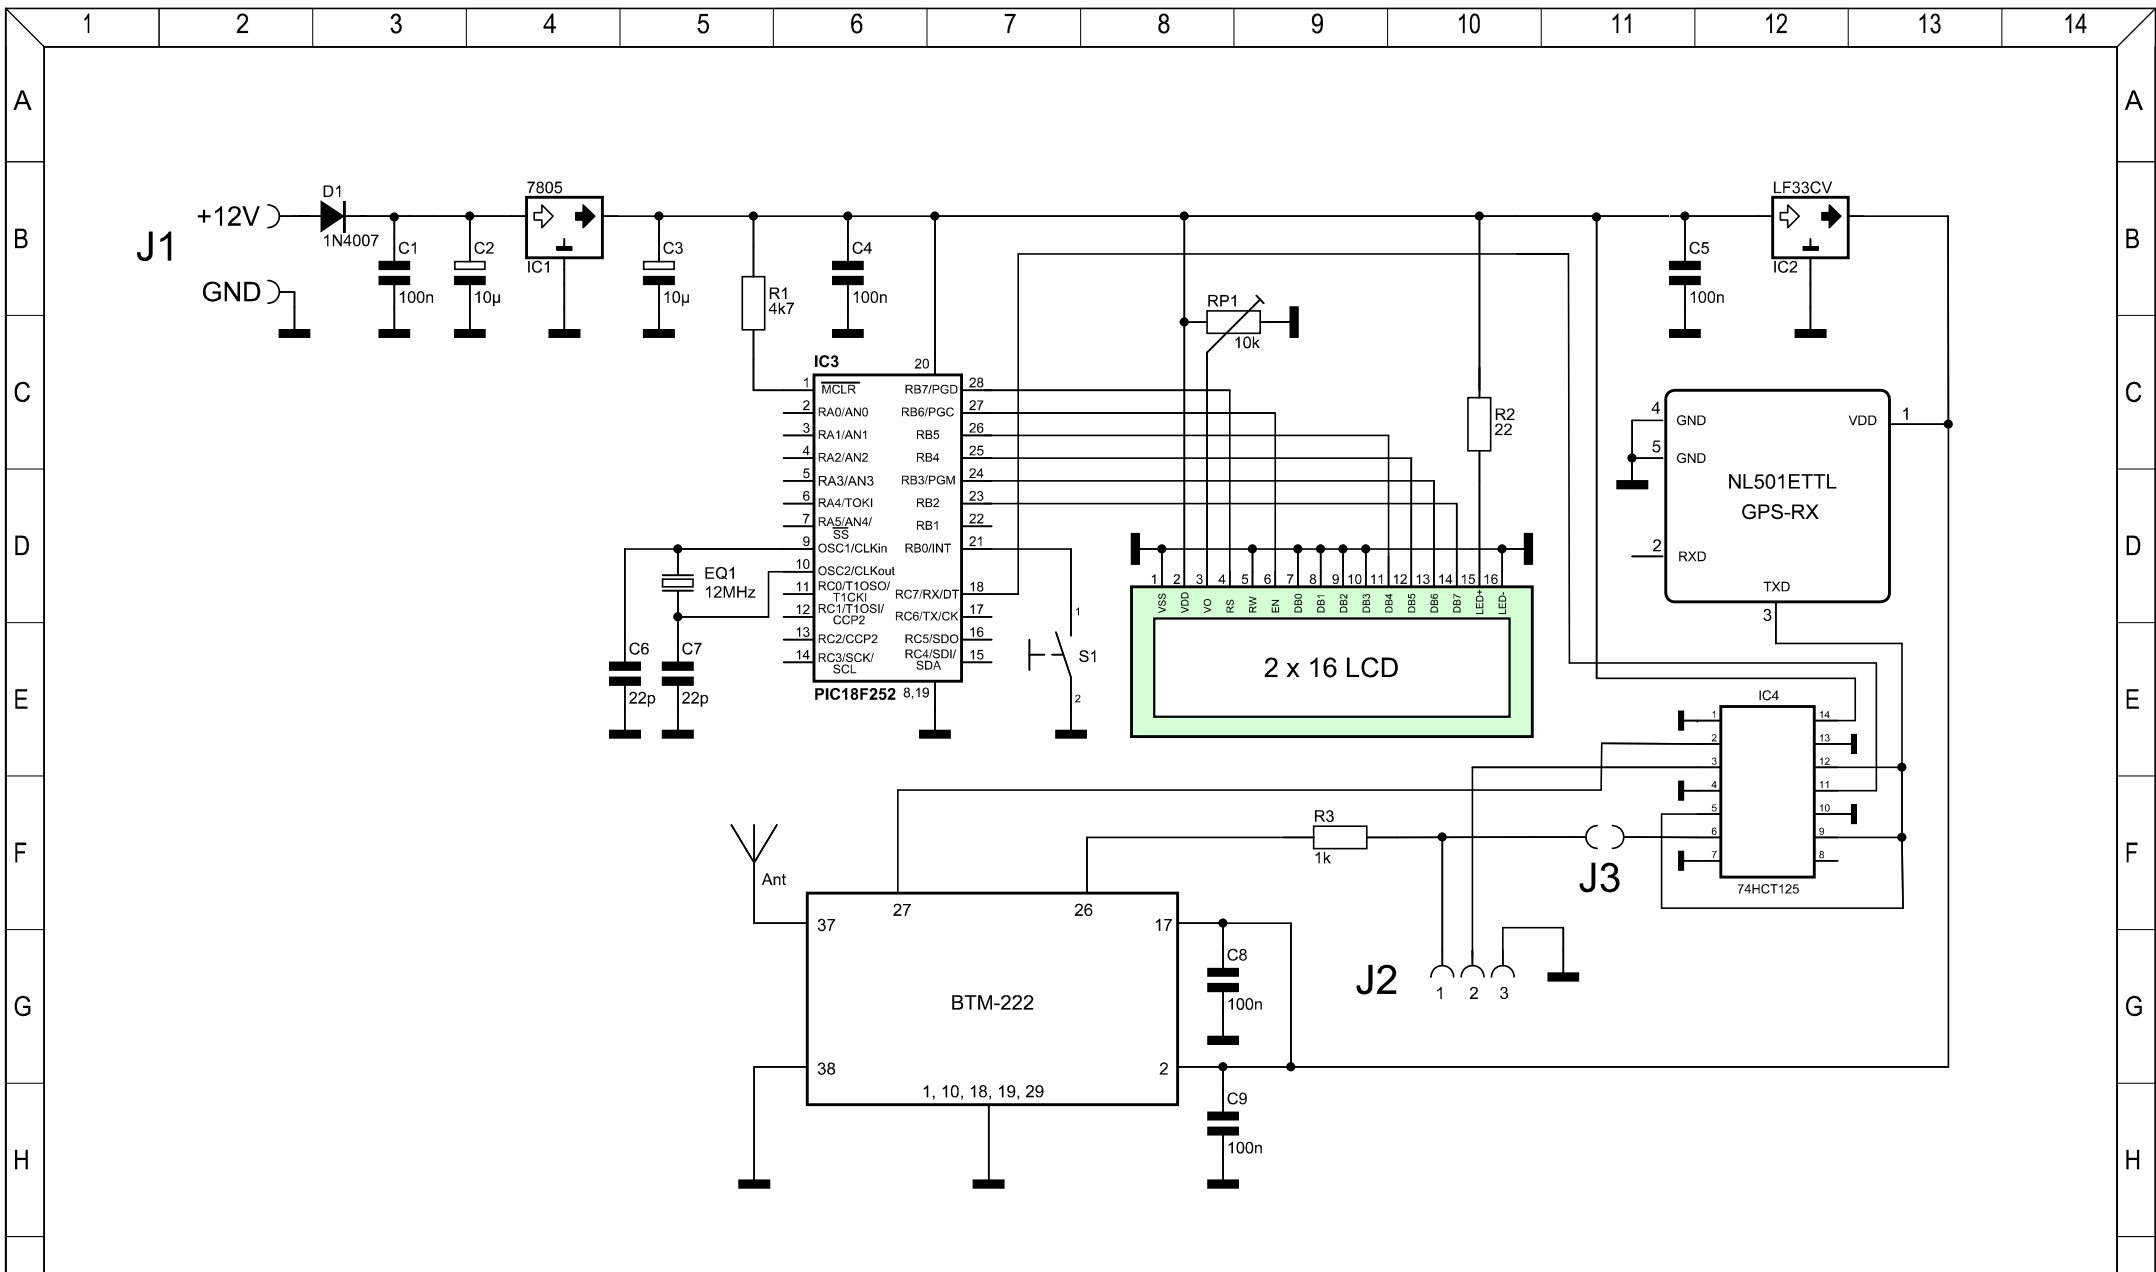 1 2 3 4 5 6 7 8 9 10 11 12 13 14
A A
B B
C C
D D
E E
F F
G G
H H
J1
+12V
GND
D1
1N4007
C1
100n
C2
10µ
7805
IC1
C3
10µ
R1
4k7
C4
100n
RP1
10k
R2
22
C5
100n
LF33CV
IC2
IC3
20
1 MCLR
2 RA0/AN0
3 RA1/AN1
4 RA2/AN2
5 RA3/AN3
6 RA4/TOKI
7 RA5/AN4/
SS
9 OSC1/CLKin
10 OSC2/CLKout
11 RC0/T1OSO/
T1CKI
12 RC1/T1OSI/
CCP2
13 RC2/CCP2
14 RC3/SCK/
SCL
RB7/PGD 28
RB6/PGC 27
RB5 26
RB4 25
RB3/PGM 24
RB2 23
RB1 22
RB0/INT 21
RC7/RX/DT 18
RC6/TX/CK 17
RC5/SDO 16
RC4/SDI/ 15
SDA
PIC18F252 8,19
EQ1
12MHz
C6
22p
C7
22p
1
S1
2
1 2 3 4 5 6 7 8 9 10 11 12 13 14 15 16
VSS VDD VO RS RW EN DB0 DB1 DB2 DB3 DB4 DB5 DB6 DB7 LED+ LED-
2 x 16 LCD
4 GND
5 GND
VDD 1
NL501ETTL
GPS-RX
2 RXD
TXD
3
IC4
1 14
2 13
3 12
4 11
5 10
6 9
7 8
74HCT125
R3
1k
J3
J2
1 2 3
Ant
37
27
26
17
BTM-222
38
2
1, 10, 18, 19, 29
C8
100n
C9
100n